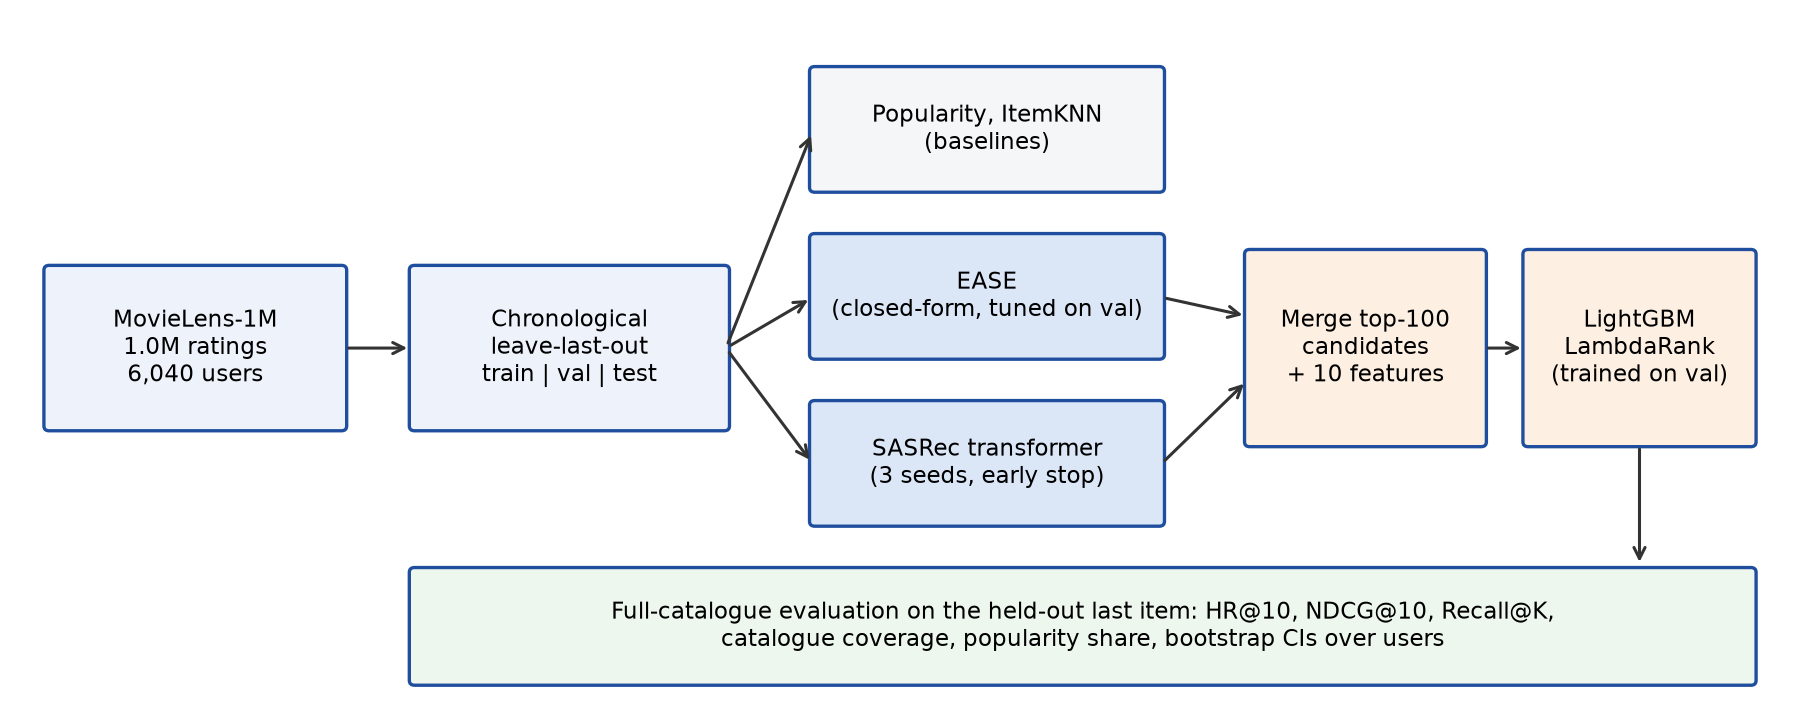 MovieLens-1M
1.0M ratings
6,040 users
Chronological
leave-last-out
train | val | test
Popularity, ItemKNN
(baselines)
EASE
(closed-form, tuned on val)
SASRec transformer
(3 seeds, early stop)
Merge top-100
candidates
+ 10 features
LightGBM
LambdaRank
(trained on val)
Full-catalogue evaluation on the held-out last item: HR@10, NDCG@10, Recall@K,
catalogue coverage, popularity share, bootstrap CIs over users